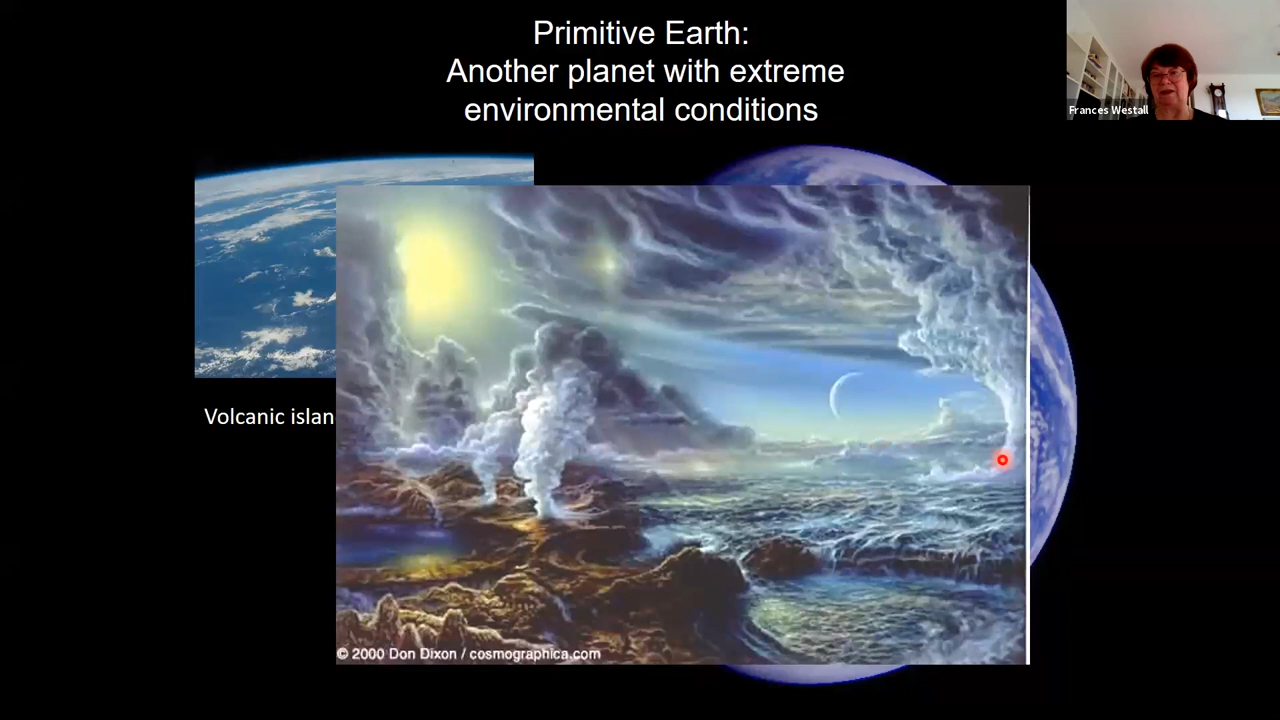 Primitive Earth:
Another planet with extreme
environmental conditions
Frances Westall
Volcanic islan
© 2000 Don Dixon / cosmographica.com